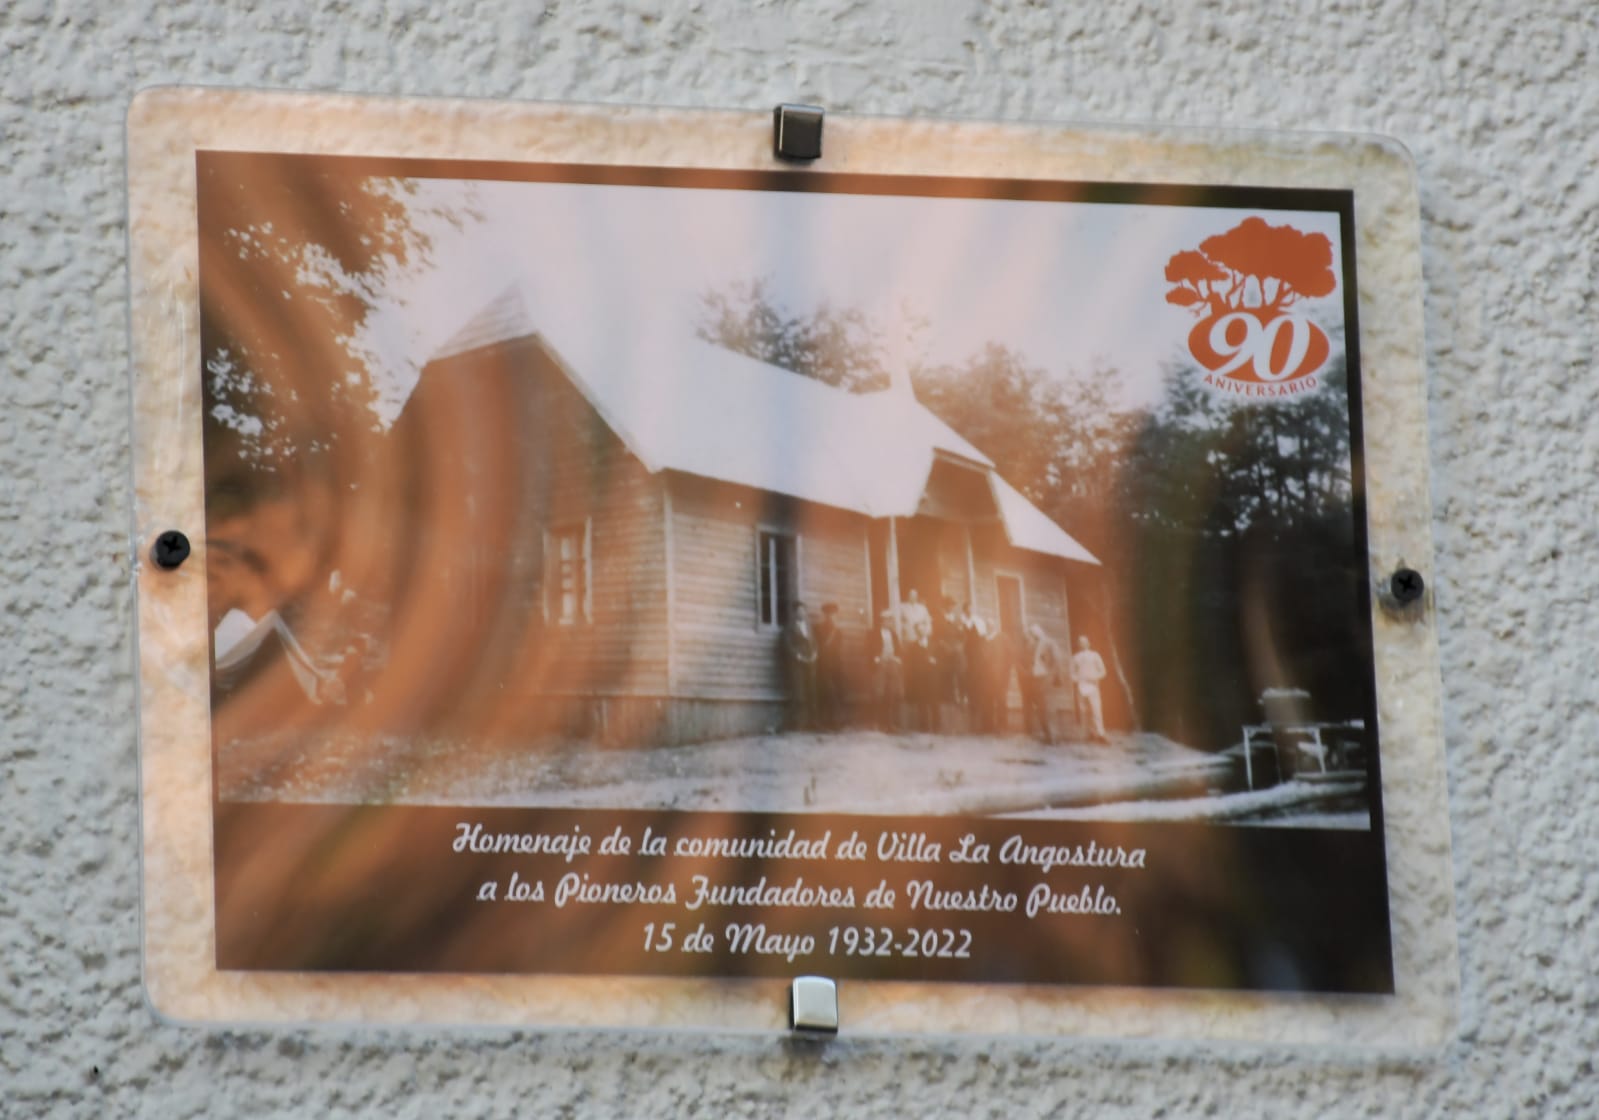 90
ANIVERSARIO
Homenaje de la comunidad de Villa La Angostura
a los Pioneros Fundadores de Nuestro Pueblo.
15 de Mayo 1932-2022